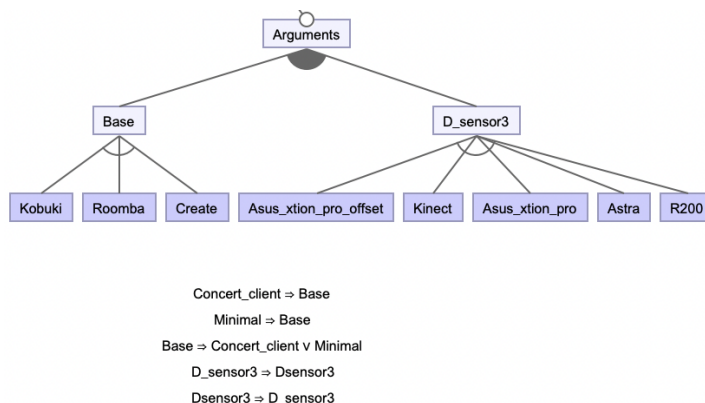 Arguments
Base D_sensor3
Kobuki Roomba Create Asus_xtion_pro_offset Kinect Asus_xtion_pro Astra R200
Concert_client ⇒ Base
Minimal ⇒ Base
Base ⇒ Concert_client ∨ Minimal
D_sensor3 ⇒ Dsensor3
Dsensor3 ⇒ D_sensor3